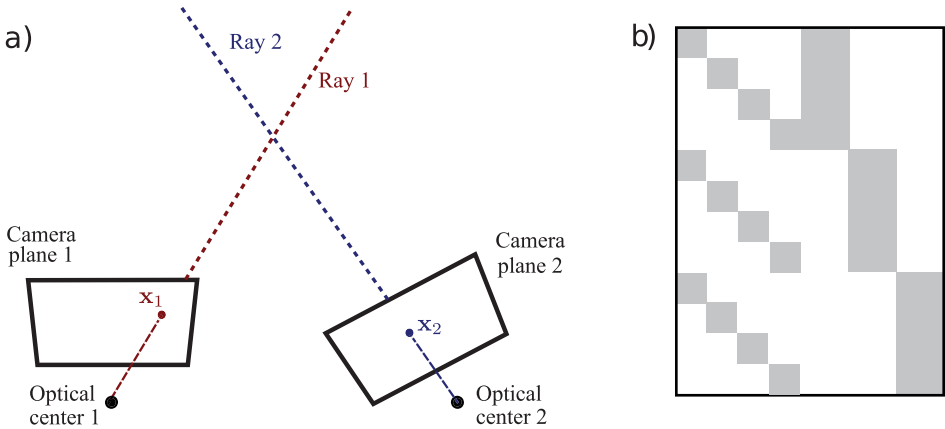 a)
Ray 2
Ray 1
b)
Camera
plane 1
Camera
plane 2
x₁
x₂
Optical
center 1
Optical
center 2